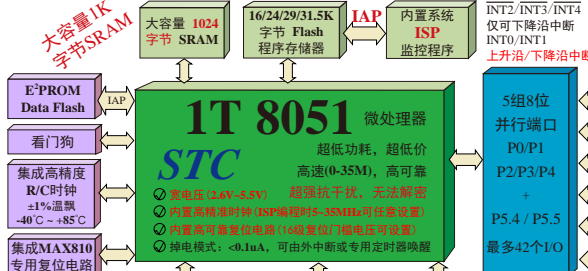 大容量1K
字节SRAM
大容量 1024
字节 SRAM
16/24/29/31.5K
字节 Flash
程序存储器
IAP
内置系统
ISP
监控程序
INT2/INT3/INT4
仅可下降沿中断
INT0/INT1
上升沿/下降沿中断
E²PROM
Data Flash
IAP
看门狗
集成高精度
R/C时钟
±1%温飘
-40℃ ~ +85℃
集成MAX810
专用复位电路
1T 8051 微处理器
STC
超低功耗，超低价
高速(0-35M)，高可靠
宽电压(2.6V~5.5V)
超强抗干扰，无法解密
内置高精准时钟(ISP编程时5~35MHz可任意设置)
内置高可靠复位电路(16级复位门槛电压可设置)
掉电模式：<0.1uA，可由外中断或专用定时器唤醒
5组8位
并行端口
P0/P1
P2/P3/P4
+
P5.4 / P5.5
最多42个I/O